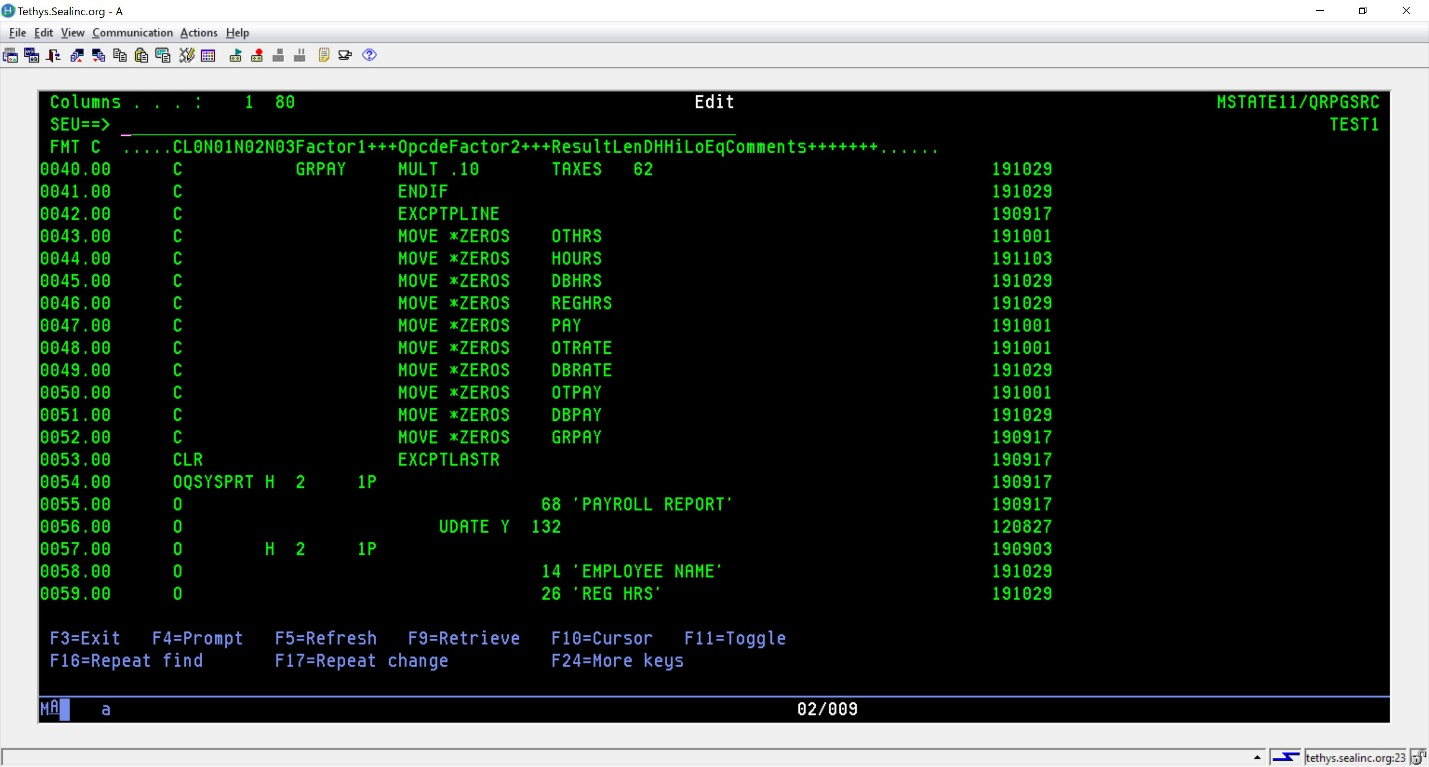 Tethys.Sealinc.org - A
File Edit View Communication Actions Help
Columns . . . :    1  80                                       Edit                                               MSTATE11/QRPGSRC
SEU==>                                                                                                                       TEST1
FMT C  .....CL0N01N02N03Factor1+++OpcdeFactor2+++ResultLenDHHiLoEqComments+++++++......
0040.00      C           GRPAY     MULT .10       TAXES   62                                 191029
0041.00      C                     ENDIF                                                     191029
0042.00      C                     EXCPTPLINE                                                190917
0043.00      C                     MOVE *ZEROS    OTHRS                                      191001
0044.00      C                     MOVE *ZEROS    HOURS                                      191103
0045.00      C                     MOVE *ZEROS    DBHRS                                      191029
0046.00      C                     MOVE *ZEROS    REGHRS                                     191029
0047.00      C                     MOVE *ZEROS    PAY                                        191001
0048.00      C                     MOVE *ZEROS    OTRATE                                     191001
0049.00      C                     MOVE *ZEROS    DBRATE                                     191029
0050.00      C                     MOVE *ZEROS    OTPAY                                      191001
0051.00      C                     MOVE *ZEROS    DBPAY                                      191029
0052.00      C                     MOVE *ZEROS    GRPAY                                      190917
0053.00      CLR                   EXCPTLASTR                                                190917
0054.00      OQSYSPRT H  2     1P                                                            190917
0055.00      O                                   68 'PAYROLL REPORT'                         190917
0056.00      O                         UDATE Y  132                                          120827
0057.00      O        H  2     1P                                                            190903
0058.00      O                                   14 'EMPLOYEE NAME'                          191029
0059.00      O                                   26 'REG HRS'                                191029
F3=Exit   F4=Prompt   F5=Refresh   F9=Retrieve   F10=Cursor   F11=Toggle
F16=Repeat find       F17=Repeat change          F24=More keys
MA    a                                                                   02/009
tethys.sealinc.org:23